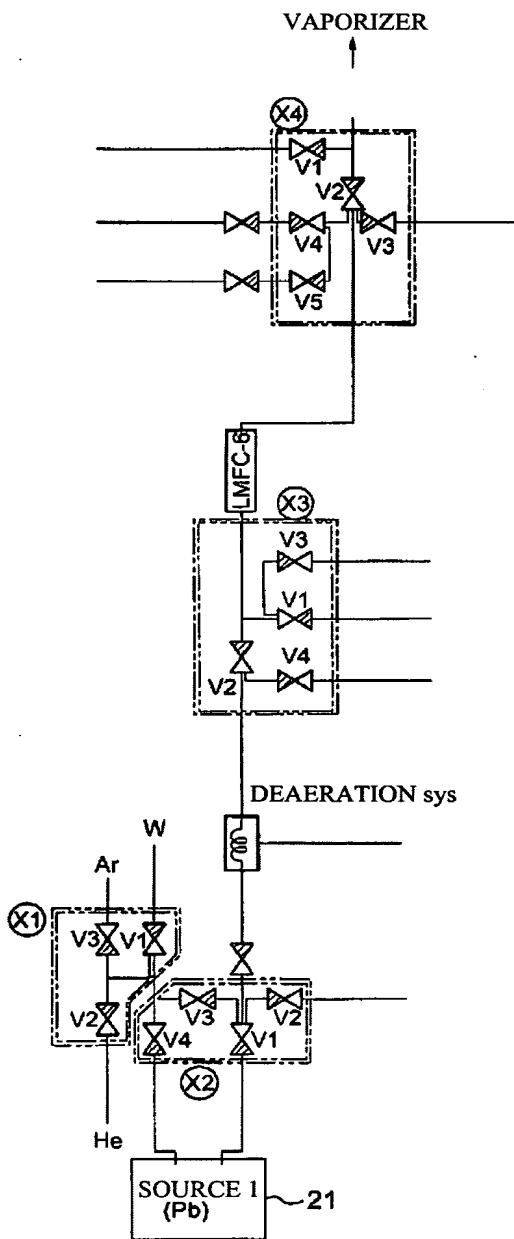 VAPORIZER
X4
V1
V2
V4
V3
V5
LMFC-6
X3
V3
V1
V4
V2
DEAERATION sys
W
Ar
X1
V3
V1
V2
V3
V2
V4
V1
X2
He
SOURCE 1
(Pb)
21